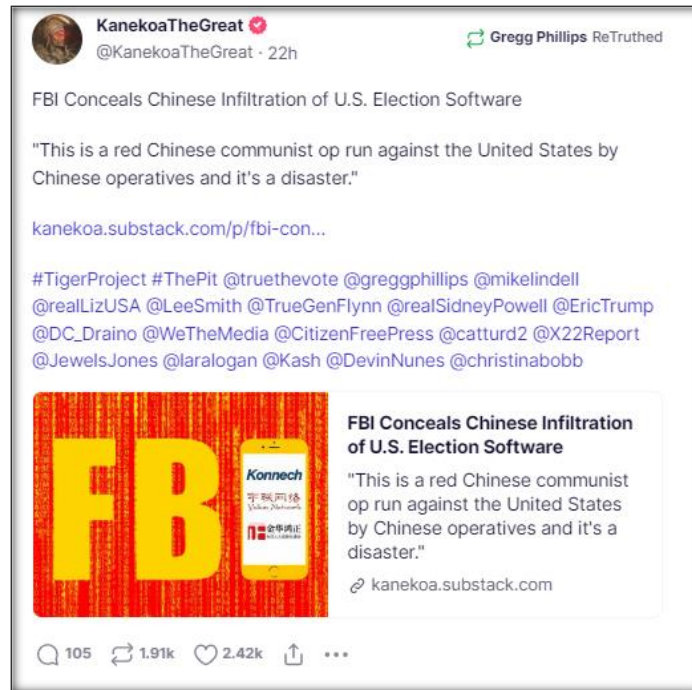 KanekoaTheGreat
Gregg Phillips ReTruthed
@KanekoaTheGreat · 22h
FBI Conceals Chinese Infiltration of U.S. Election Software
"This is a red Chinese communist op run against the United States by
Chinese operatives and it's a disaster."
kanekoa.substack.com/p/fbi-con...
#TigerProject #ThePit @truethevote @greggphillips @mikelindell
@realLizUSA @LeeSmith @TrueGenFlynn @realSidneyPowell @EricTrump
@DC_Draino @WeTheMedia @CitizenFreePress @catturd2 @X22Report
@JewelsJones @laralogan @Kash @DevinNunes @christinabobb
FBI
Konnech
FBI Conceals Chinese Infiltration
of U.S. Election Software
"This is a red Chinese communist
op run against the United States
by Chinese operatives and it's a
disaster."
kanekoa.substack.com
105 1.91k 2.42k